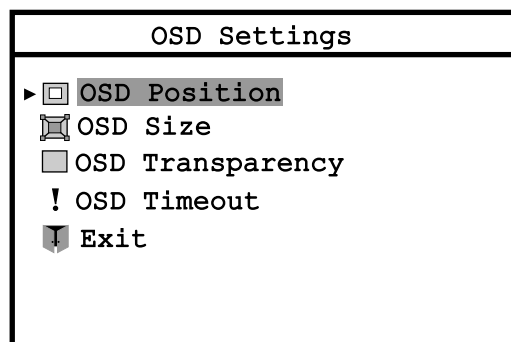 OSD Settings
OSD Position
OSD Size
OSD Transparency
! OSD Timeout
Exit